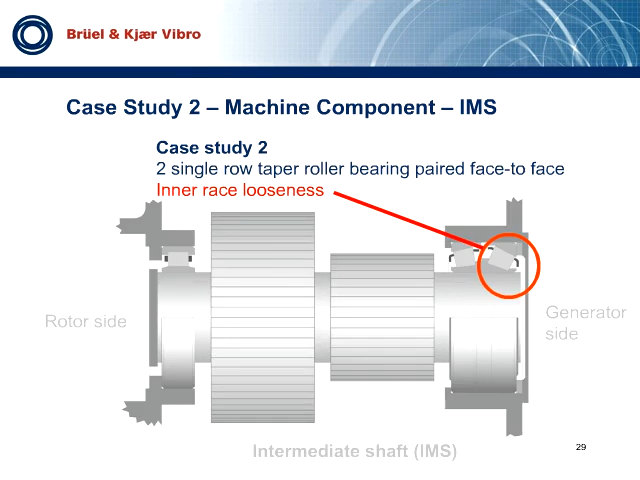 Brüel & Kjær Vibro
Case Study 2 – Machine Component – IMS
Case study 2
2 single row taper roller bearing paired face-to face
Inner race looseness
Rotor side
Generator
side
Intermediate shaft (IMS)
29